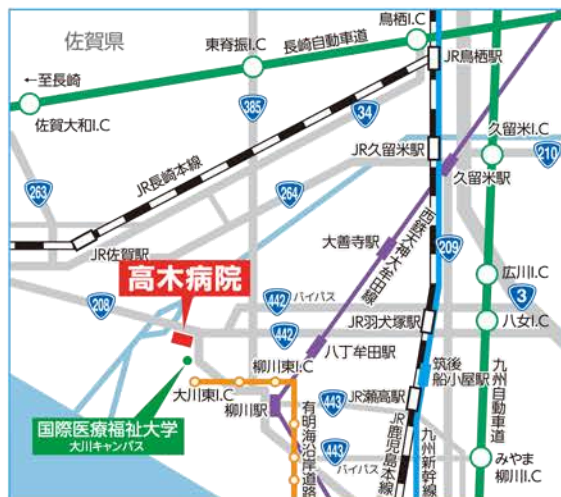 佐賀県
鳥栖I.C
東脊振I.C
長崎自動車道
JR鳥栖駅
←至長崎
佐賀大和I.C
385
34
JR長崎本線
JR久留米駅
久留米I.C
210
久留米駅
263
264
西鉄天神大牟田線
大善寺駅
209
JR佐賀駅
広川I.C
3
高木病院
208
442
バイパス
442
JR羽犬塚駅
八女I.C
八丁牟田駅
筑後
船小屋駅
柳川東I.C
大川東I.C
柳川駅
443
JR瀬高駅
九州自動車道
国際医療福祉大学
大川キャンパス
有明海沿岸道路
443
バイパス
JR鹿児島本線
九州新幹線
みやま
柳川I.C